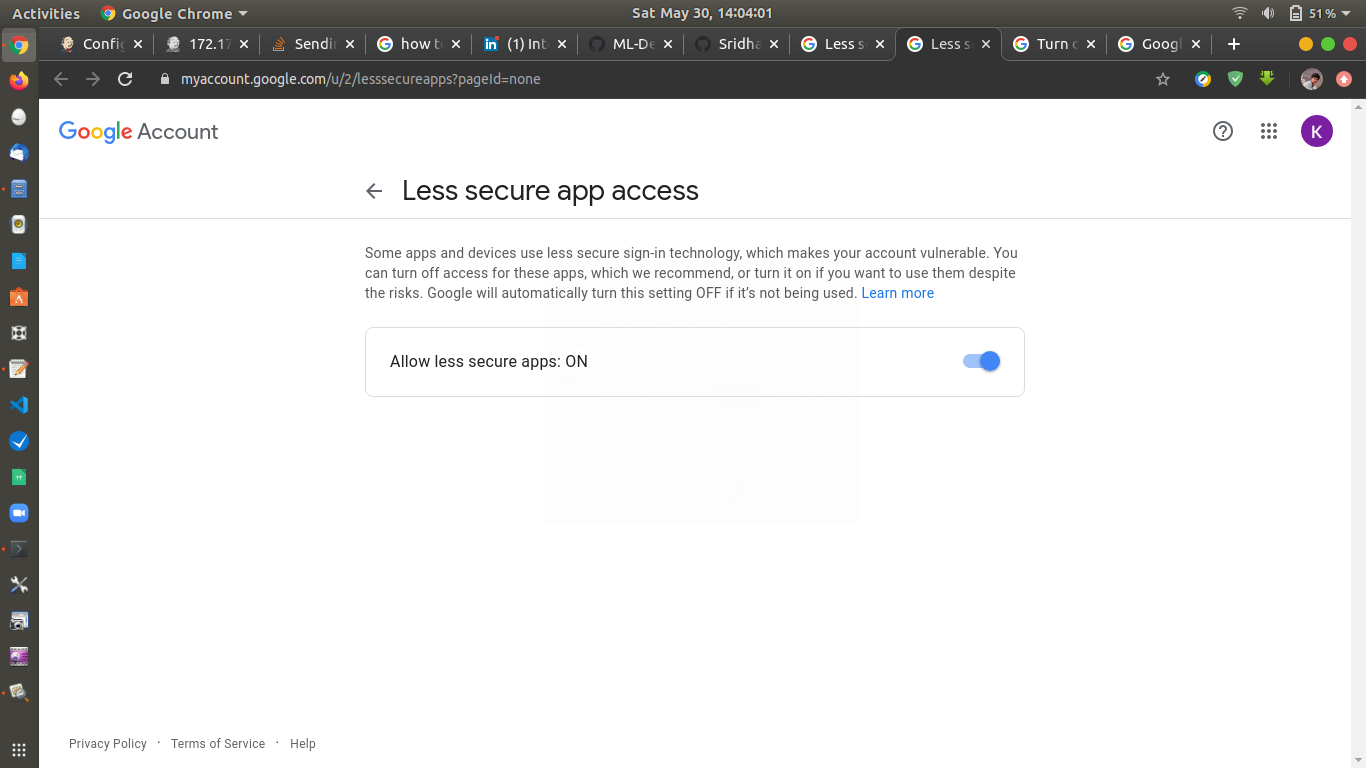 Activities Google Chrome Sat May 30, 14:04:01 51 %
Config 172.17 Sendin how to (1) Int ML-De Sridha Less s Less s Turn o Googl
myaccount.google.com/u/2/lesssecureapps?pageId=none
Google Account K
Less secure app access
Some apps and devices use less secure sign-in technology, which makes your account vulnerable. You
can turn off access for these apps, which we recommend, or turn it on if you want to use them despite
the risks. Google will automatically turn this setting OFF if it’s not being used. Learn more
Allow less secure apps: ON
Privacy Policy · Terms of Service · Help